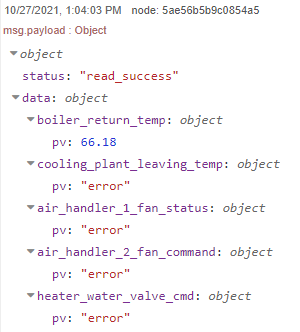 10/27/2021, 1:04:03 PM node: 5ae56b5b9c0854a5
msg.payload : Object
object
status: "read_success"
data: object
boiler_return_temp: object
pv: 66.18
cooling_plant_leaving_temp: object
pv: "error"
air_handler_1_fan_status: object
pv: "error"
air_handler_2_fan_command: object
pv: "error"
heater_water_valve_cmd: object
pv: "error"